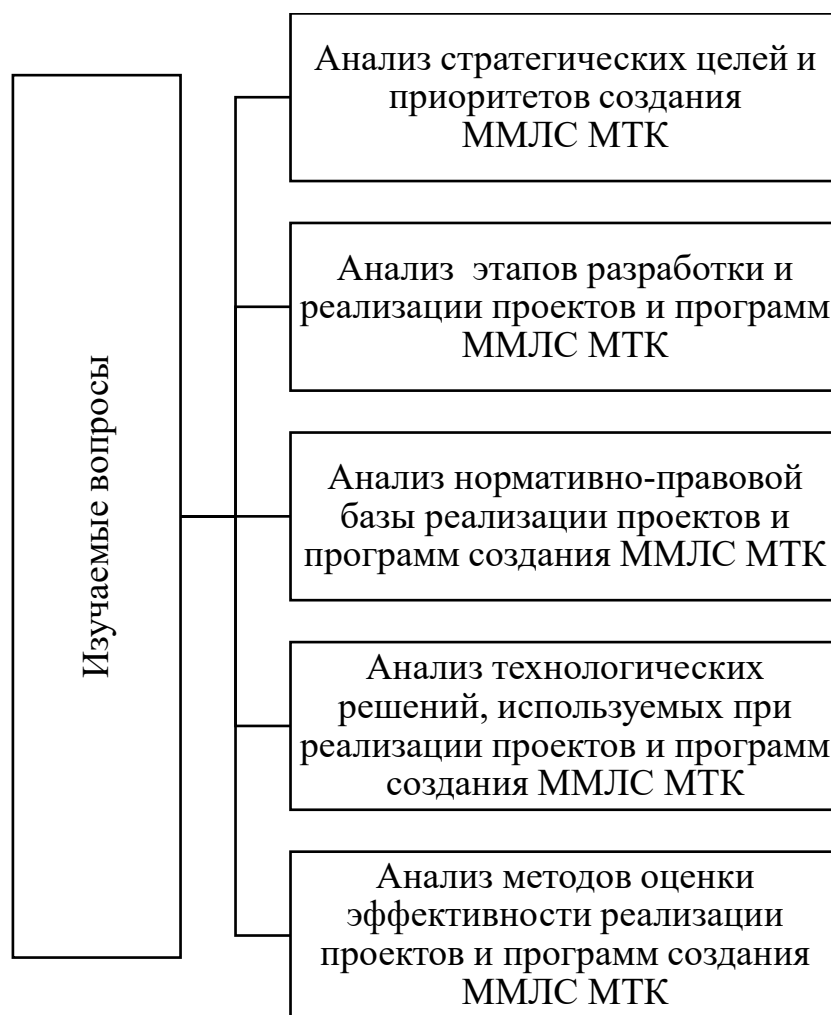 Изучаемые вопросы
Анализ стратегических целей и
приоритетов создания
ММЛС МТК
Анализ этапов разработки и
реализации проектов и программ
ММЛС МТК
Анализ нормативно-правовой
базы реализации проектов и
программ создания ММЛС МТК
Анализ технологических
решений, используемых при
реализации проектов и программ
создания ММЛС МТК
Анализ методов оценки
эффективности реализации
проектов и программ создания
ММЛС МТК